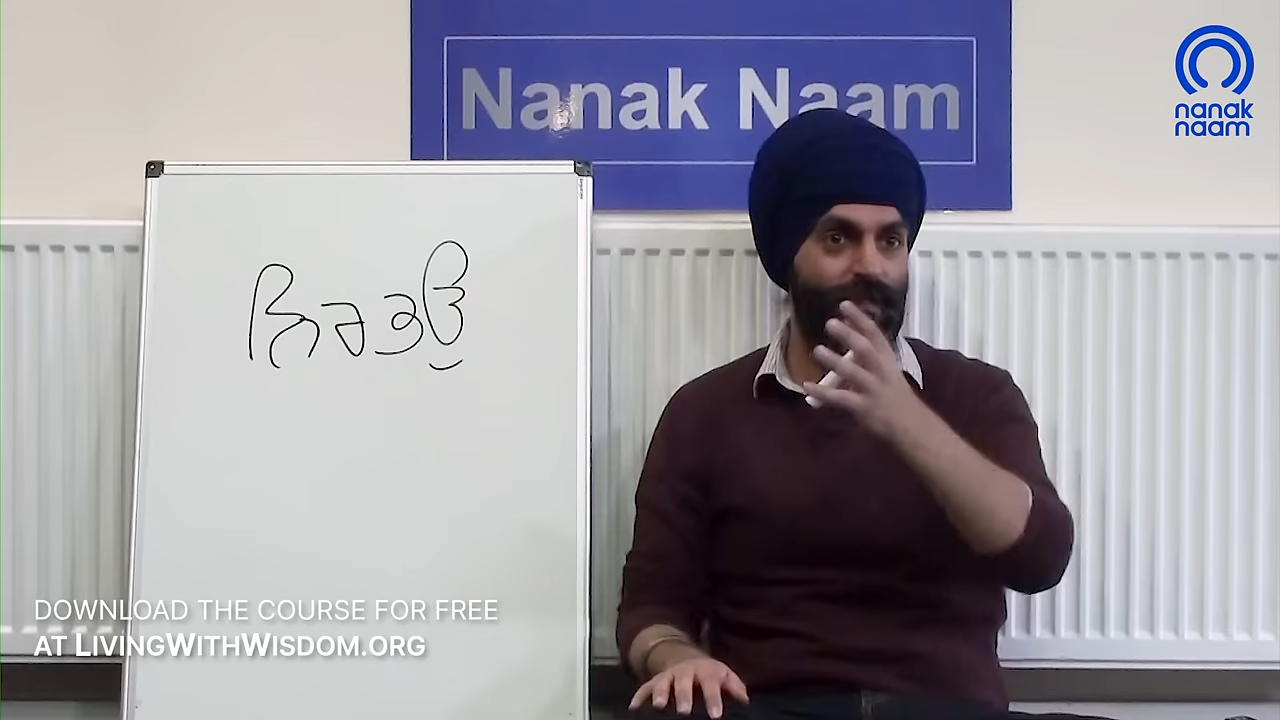 Nanak Naam
nanak
naam
ਨਿਰਭਉ
DOWNLOAD THE COURSE FOR FREE
AT LIVINGWITHWISDOM.ORG